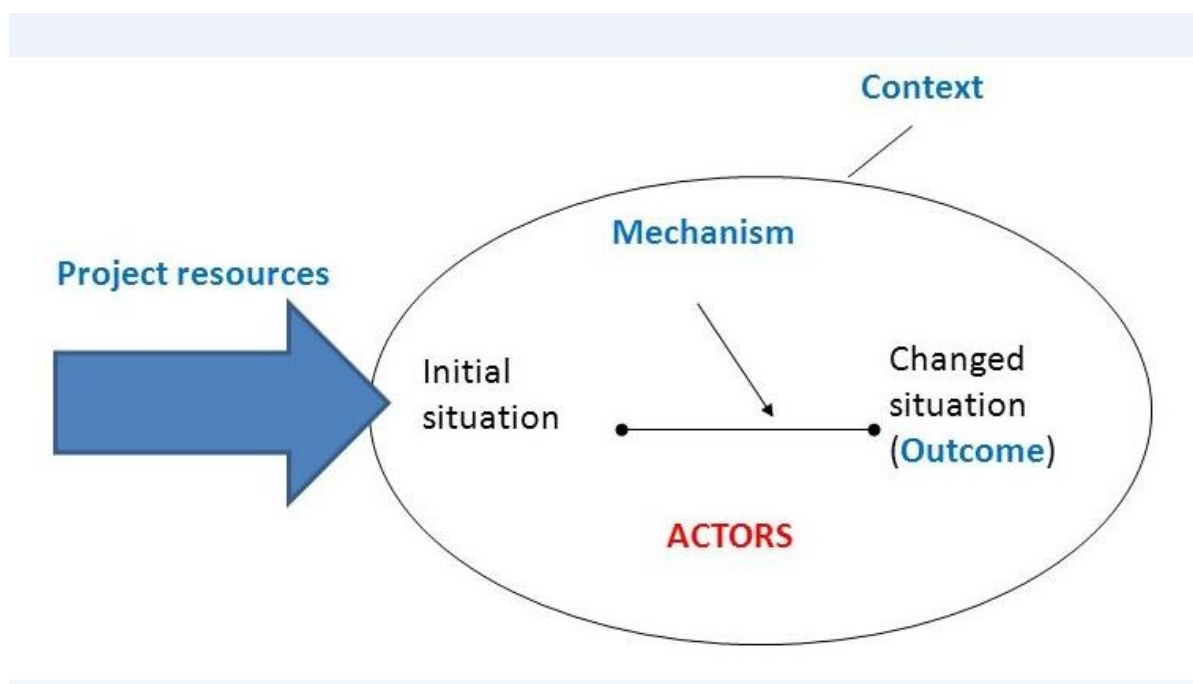 Context
Mechanism
Project resources
Initial
situation
Changed
situation
(Outcome)
ACTORS